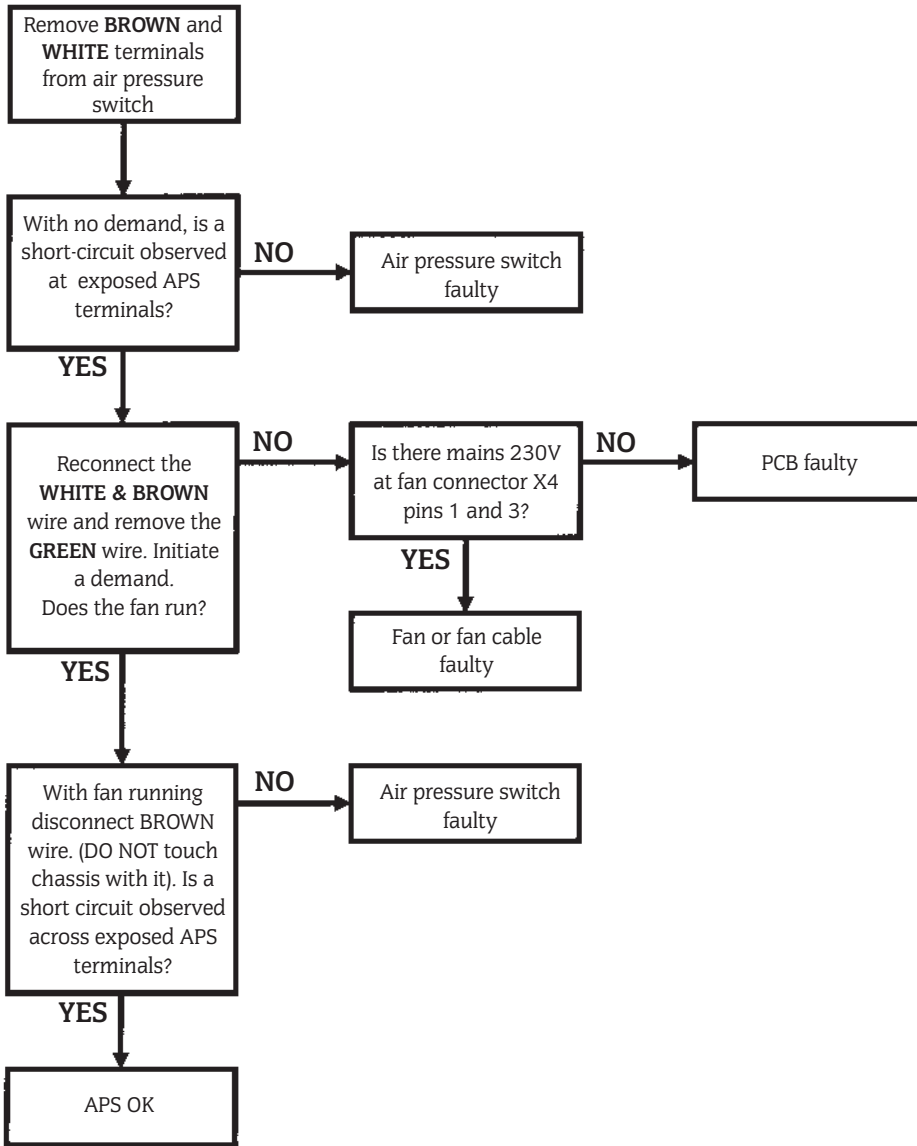 Remove BROWN and
WHITE terminals
from air pressure
switch
With no demand, is a
short-circuit observed
at exposed APS
terminals?
NO
Air pressure switch
faulty
YES
Reconnect the
WHITE & BROWN
wire and remove the
GREEN wire. Initiate
a demand.
Does the fan run?
NO
Is there mains 230V
at fan connector X4
pins 1 and 3?
NO
PCB faulty
YES
Fan or fan cable
faulty
YES
With fan running
disconnect BROWN
wire. (DO NOT touch
chassis with it). Is a
short circuit observed
across exposed APS
terminals?
NO
Air pressure switch
faulty
YES
APS OK